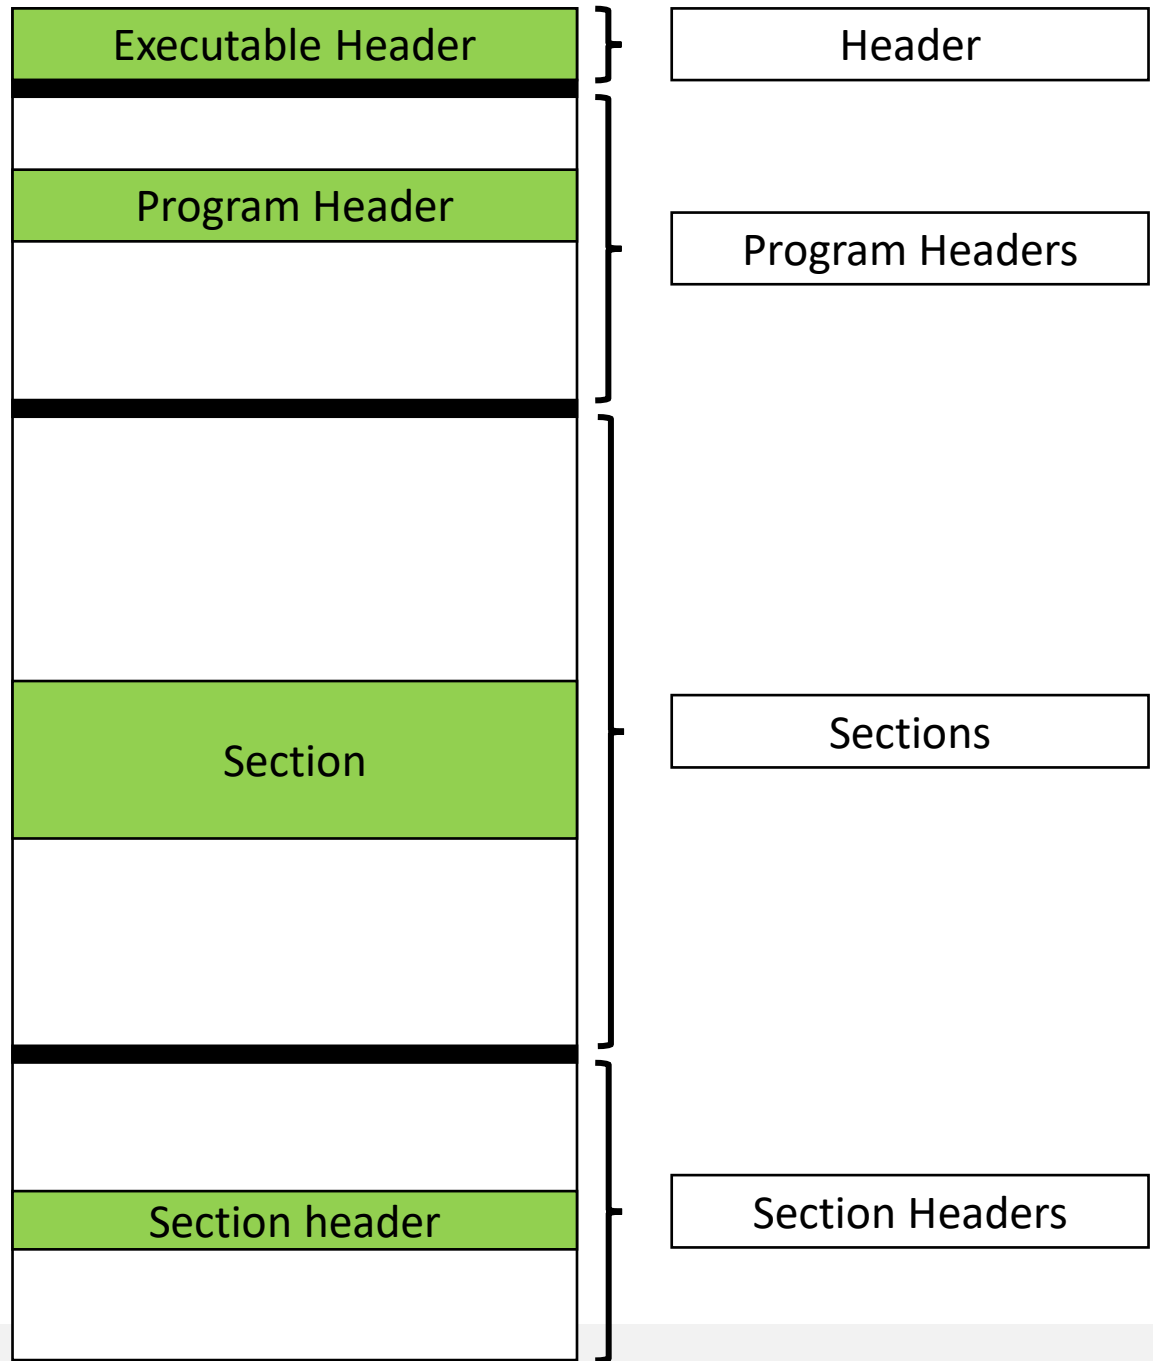 Executable Header
Header
Program Header
Program Headers
Section
Sections
Section header
Section Headers